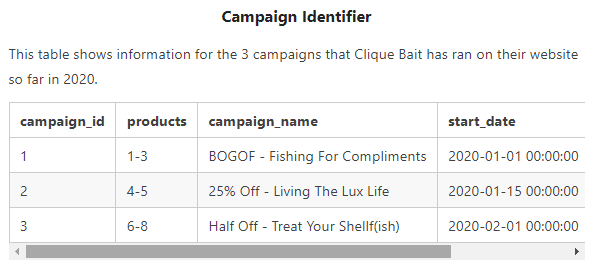 Campaign Identifier
This table shows information for the 3 campaigns that Clique Bait has ran on their website
so far in 2020.
campaign_id products campaign_name start_date
1 1-3 BOGOF - Fishing For Compliments 2020-01-01 00:00:00
2 4-5 25% Off - Living The Lux Life 2020-01-15 00:00:00
3 6-8 Half Off - Treat Your Shellf(ish) 2020-02-01 00:00:00